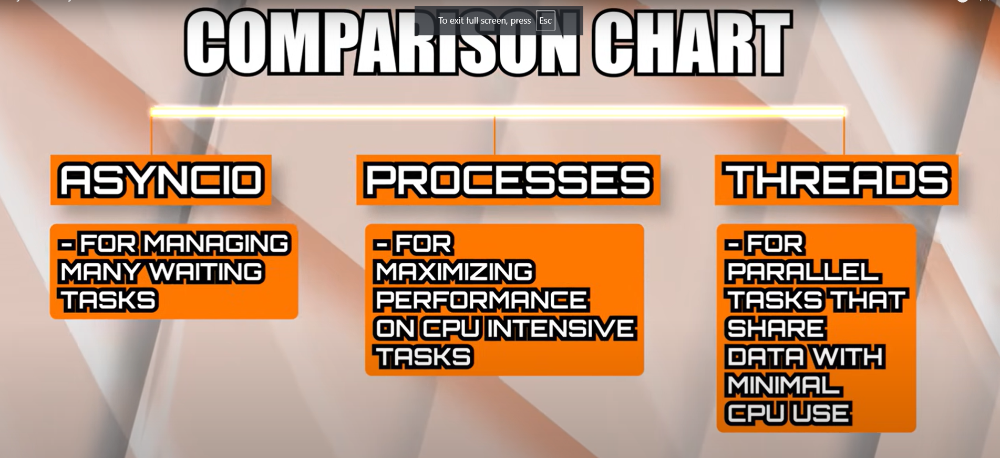 To exit full screen, press Esc
COMPARISON CHART
ASYNCIO
- FOR MANAGING
MANY WAITING
TASKS
PROCESSES
- FOR
MAXIMIZING
PERFORMANCE
ON CPU INTENSIVE
TASKS
THREADS
- FOR
PARALLEL
TASKS THAT
SHARE
DATA WITH
MINIMAL
CPU USE